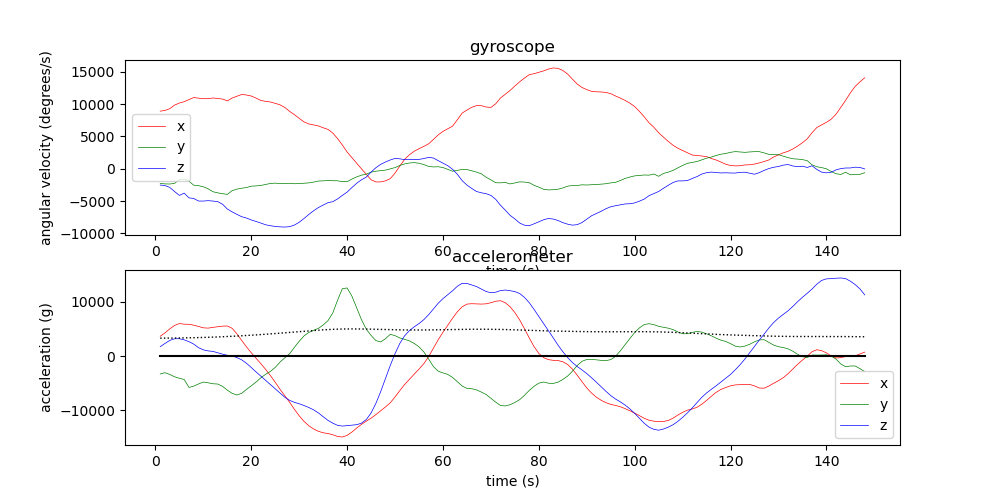 gyroscope
angular velocity (degrees/s)
15000
10000
5000
0
−5000
−10000
x
y
z
0 20 40 60 80 100 120 140
time (s)
accelerometer
acceleration (g)
10000
0
−10000
x
y
z
0 20 40 60 80 100 120 140
time (s)